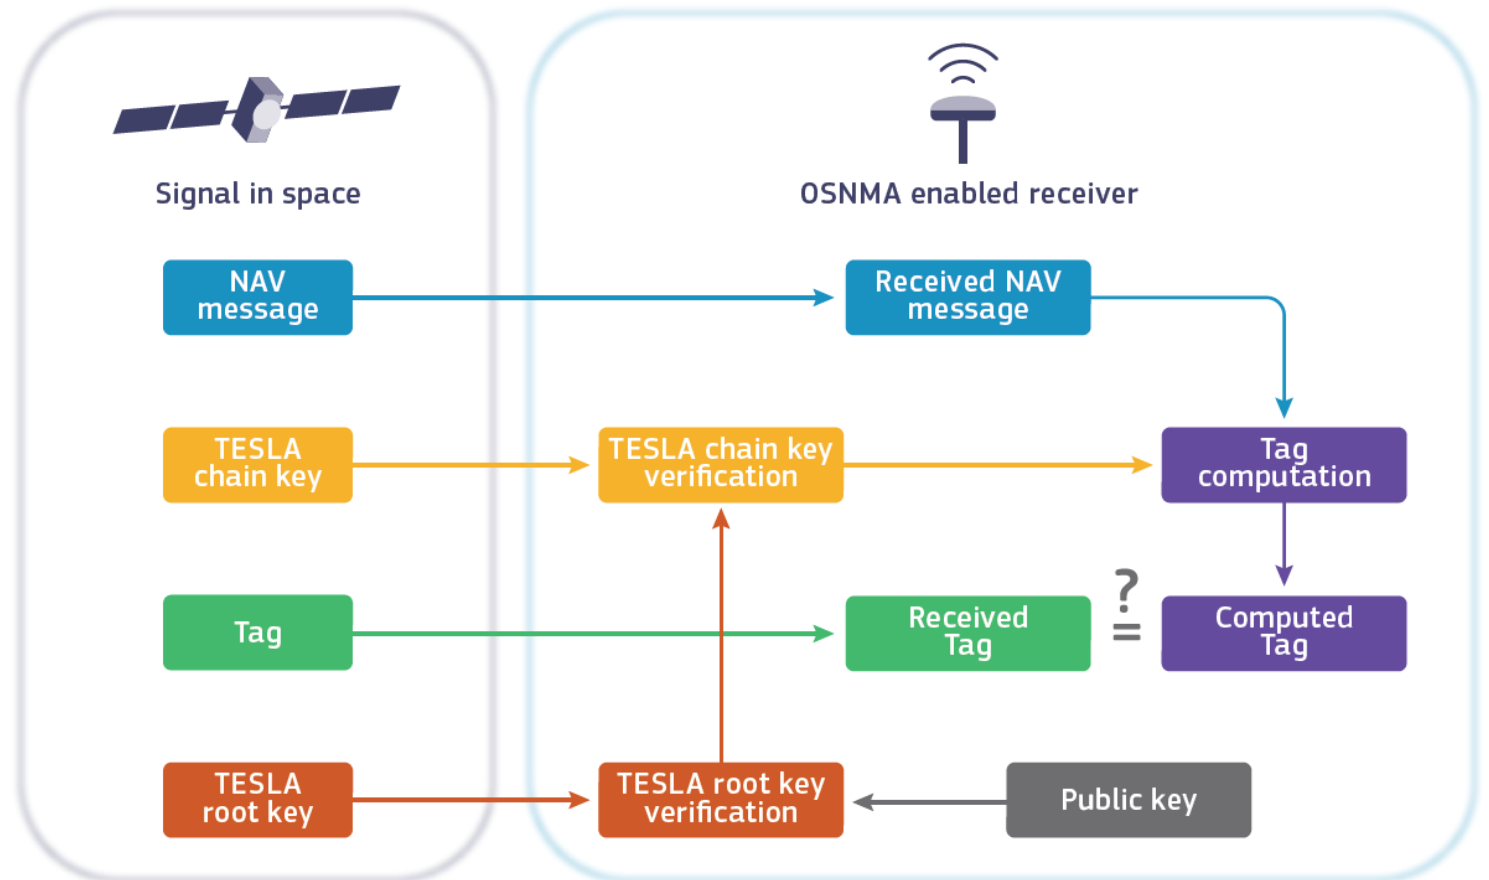 Signal in space
OSNMA enabled receiver
NAV
message
Received NAV
message
TESLA
chain key
TESLA chain key
verification
Tag
computation
Tag
Received
Tag
?
=
Computed
Tag
TESLA
root key
TESLA root key
verification
Public key